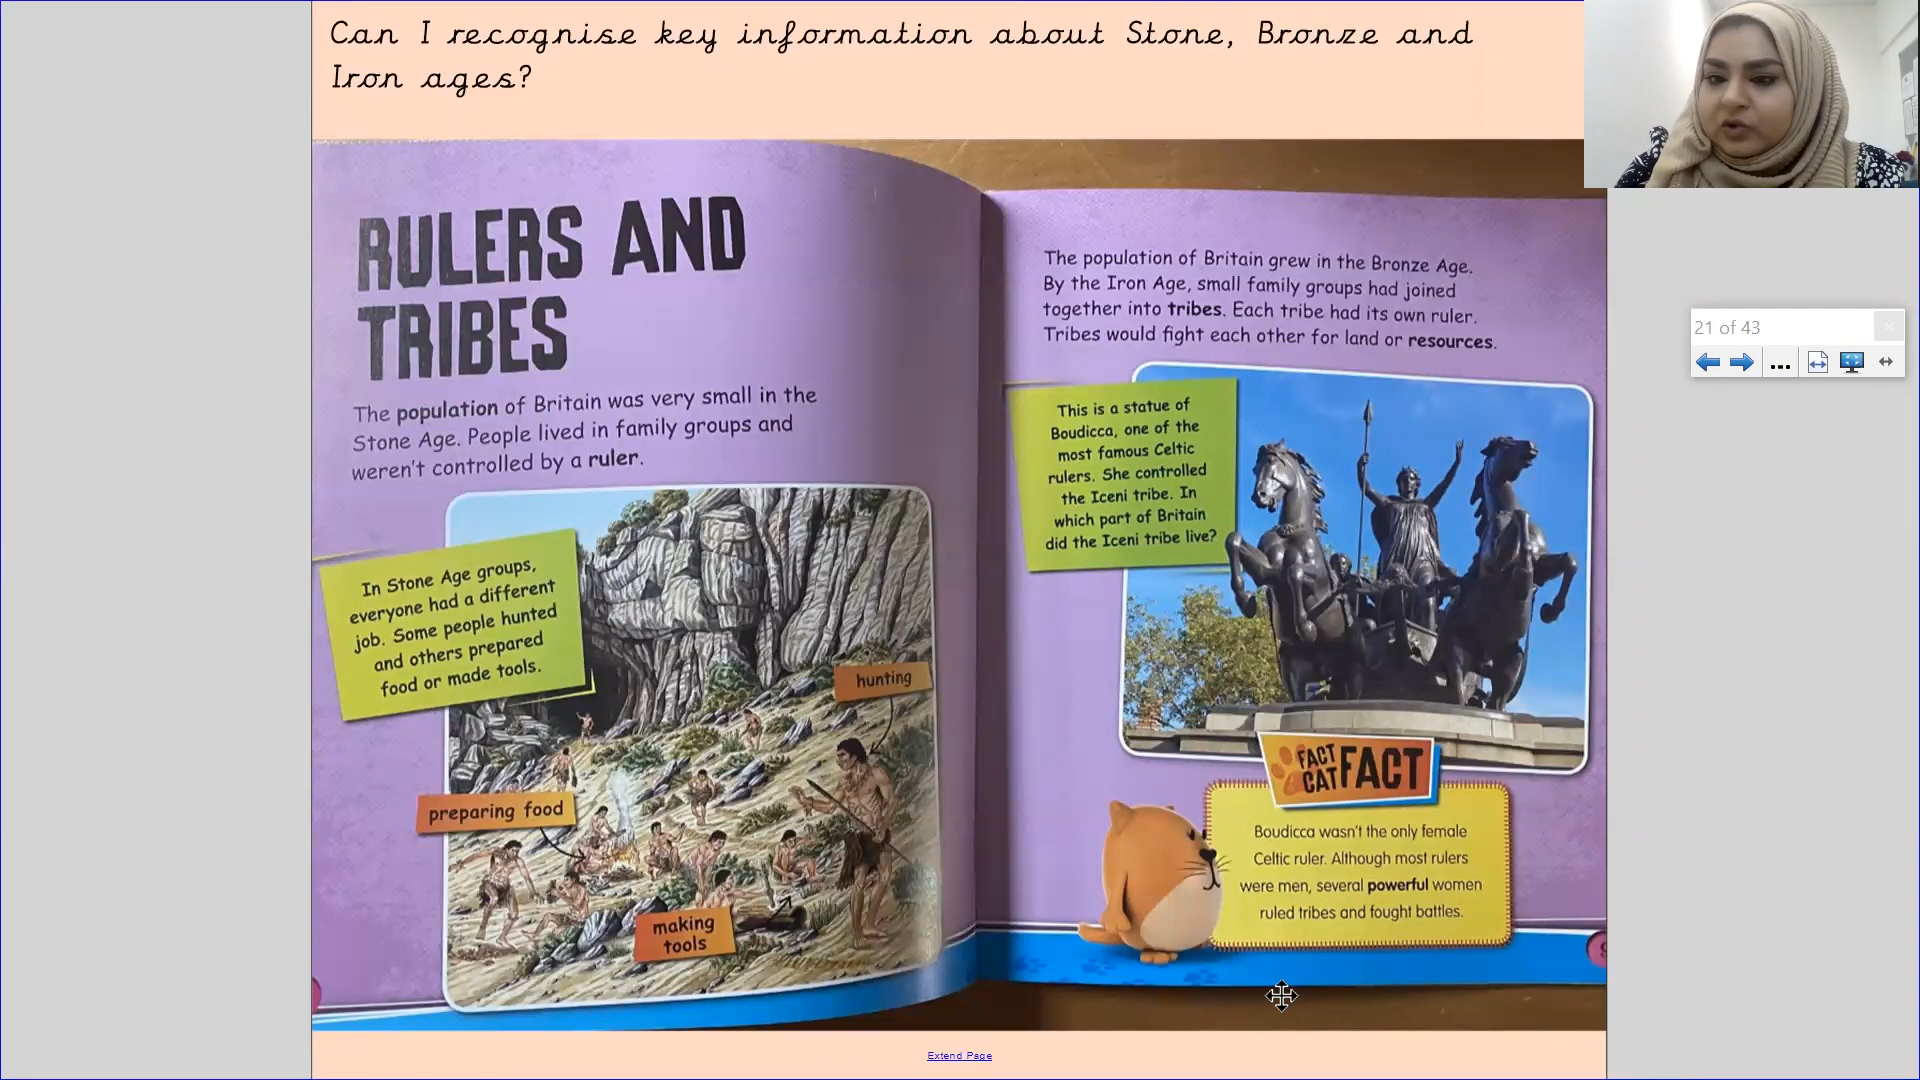 Can I recognise key information about Stone, Bronze and
Iron ages?
RULERS AND
TRIBES
The population of Britain was very small in the
Stone Age. People lived in family groups and
weren't controlled by a ruler.
In Stone Age groups,
everyone had a different
job. Some people hunted
and others prepared
food or made tools.
hunting
preparing food
making
tools
The population of Britain grew in the Bronze Age.
By the Iron Age, small family groups had joined
together into tribes. Each tribe had its own ruler.
Tribes would fight each other for land or resources.
This is a statue of
Boudicca, one of the
most famous Celtic
rulers. She controlled
the Iceni tribe. In
which part of Britain
did the Iceni tribe live?
FACT
CAT FACT
Boudicca wasn't the only female
Celtic ruler. Although most rulers
were men, several powerful women
ruled tribes and fought battles.
21 of 43
...
Extend Page